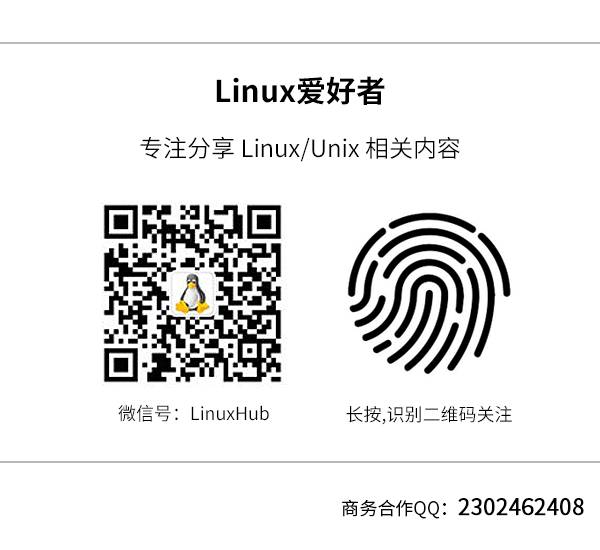 Linux爱好者
专注分享 Linux/Unix 相关内容
微信号：LinuxHub
长按,识别二维码关注
商务合作QQ：2302462408